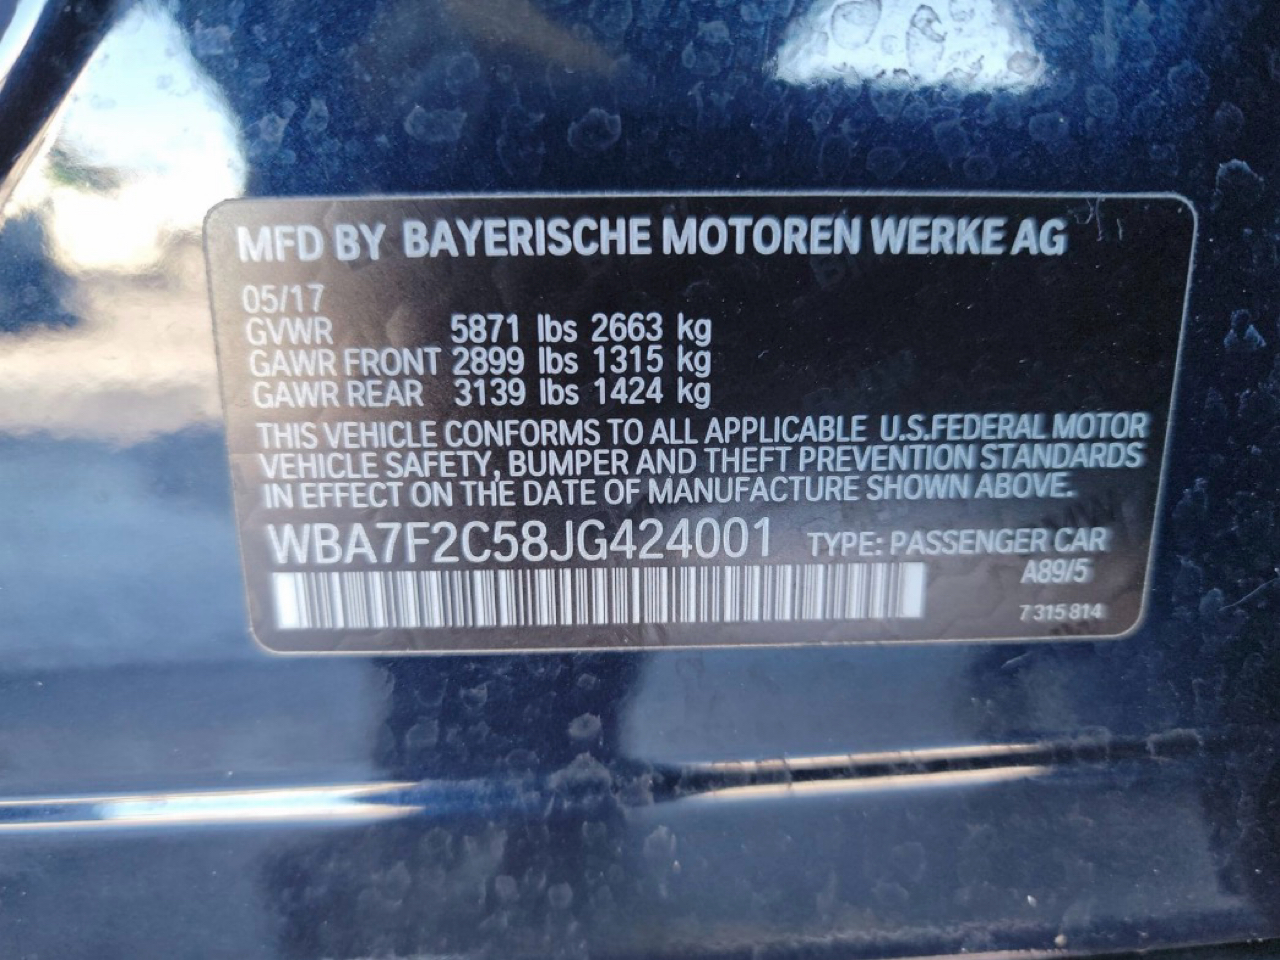 MFD BY BAYERISCHE MOTOREN WERKE AG
05/17
GVWR 5871 lbs 2663 kg
GAWR FRONT 2899 lbs 1315 kg
GAWR REAR 3139 lbs 1424 kg
THIS VEHICLE CONFORMS TO ALL APPLICABLE U.S.FEDERAL MOTOR
VEHICLE SAFETY, BUMPER AND THEFT PREVENTION STANDARDS
IN EFFECT ON THE DATE OF MANUFACTURE SHOWN ABOVE.
WBA7F2C58JG424001 TYPE: PASSENGER CAR
A89/5
7 315 814